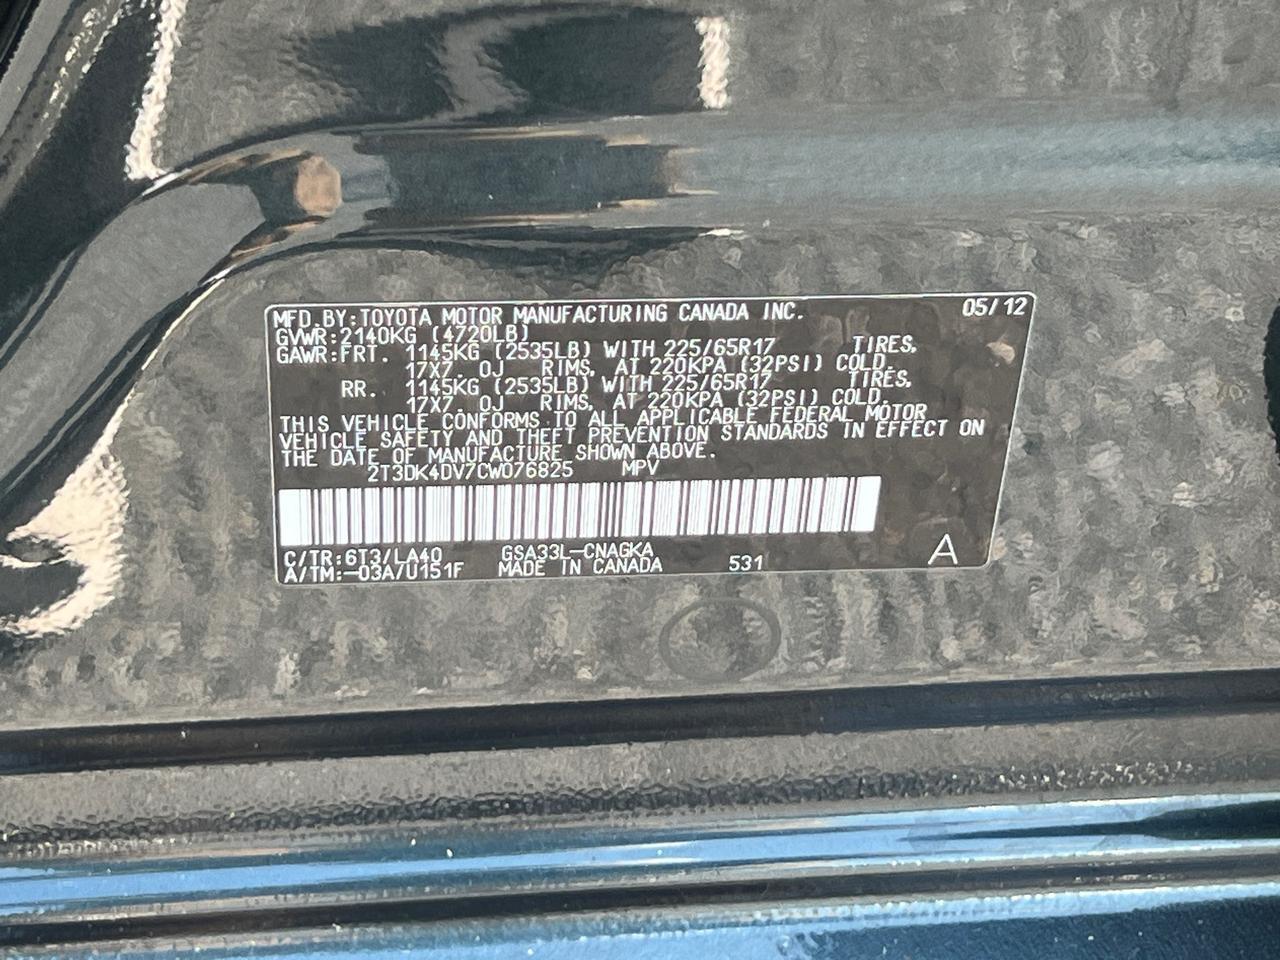 MFD.BY:TOYOTA MOTOR MANUFACTURING CANADA INC. 05/12
GVWR:2140KG (4720LB)
GAWR:FRT. 1145KG (2535LB) WITH 225/65R17 TIRES,
17X7.0J RIMS, AT 220KPA (32PSI) COLD.
RR. 1145KG (2535LB) WITH 225/65R17 TIRES,
17X7.0J RIMS, AT 220KPA (32PSI) COLD.
THIS VEHICLE CONFORMS TO ALL APPLICABLE FEDERAL MOTOR
VEHICLE SAFETY AND THEFT PREVENTION STANDARDS IN EFFECT ON
THE DATE OF MANUFACTURE SHOWN ABOVE.
2T3DK4DV7CW076825 MPV
C/TR:6T3/LA40 GSA33L-CNAGKA
A/TM:-03A/U151F MADE IN CANADA 531 A